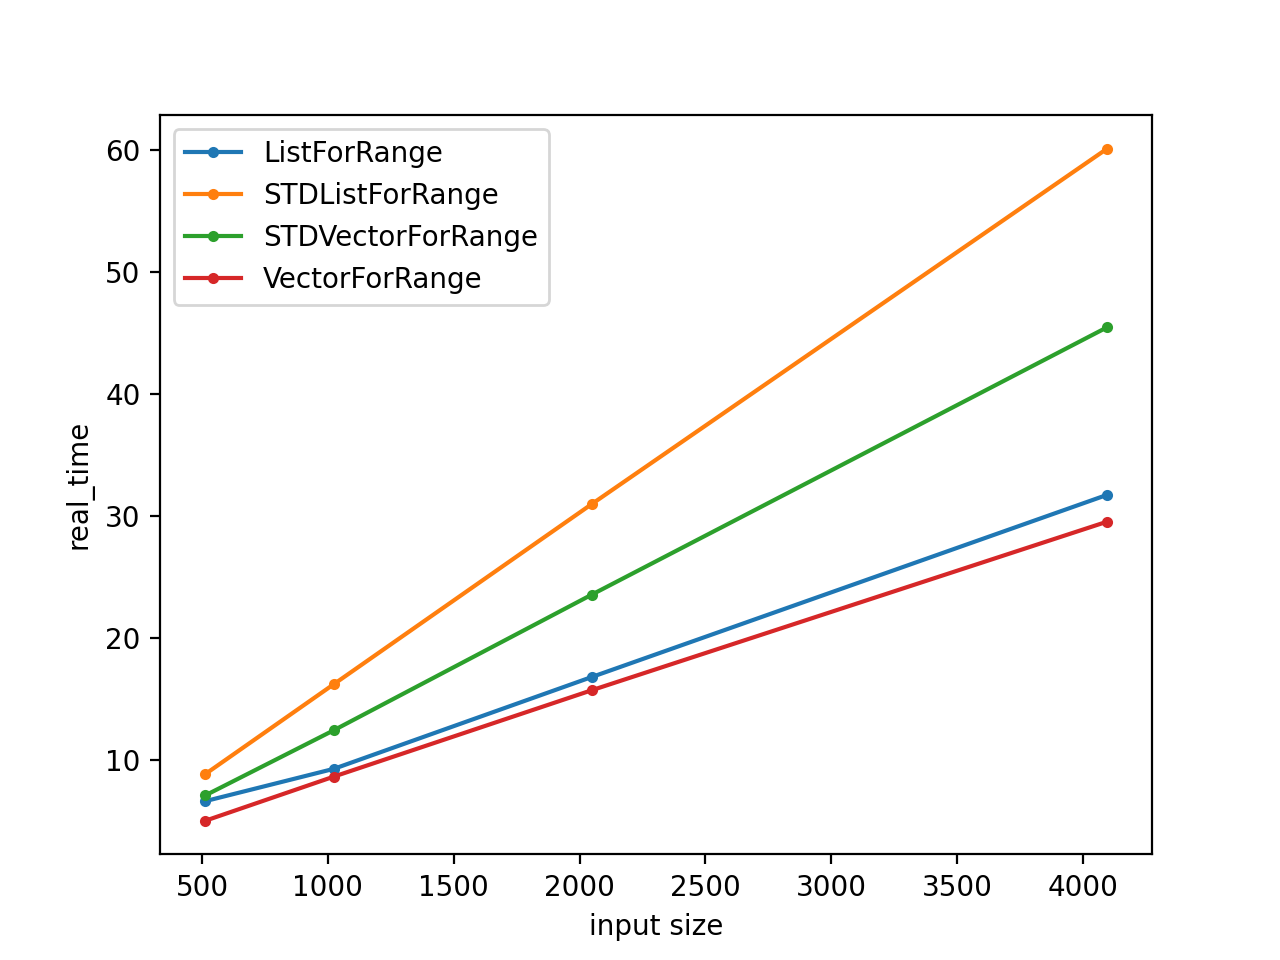 ListForRange
STDListForRange
STDVectorForRange
VectorForRange
60
50
40
30
20
10
real_time
500 1000 1500 2000 2500 3000 3500 4000
input size